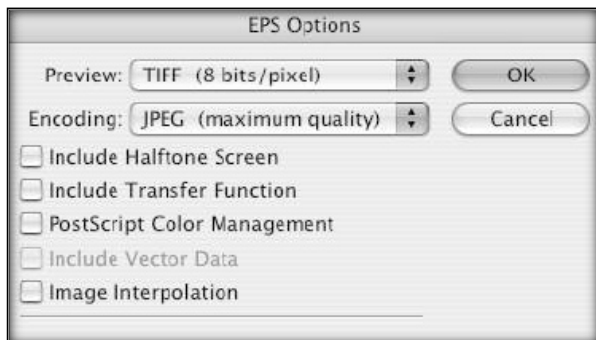 EPS Options
Preview: TIFF (8 bits/pixel) OK
Encoding: JPEG (maximum quality) Cancel
Include Halftone Screen
Include Transfer Function
PostScript Color Management
Include Vector Data
Image Interpolation